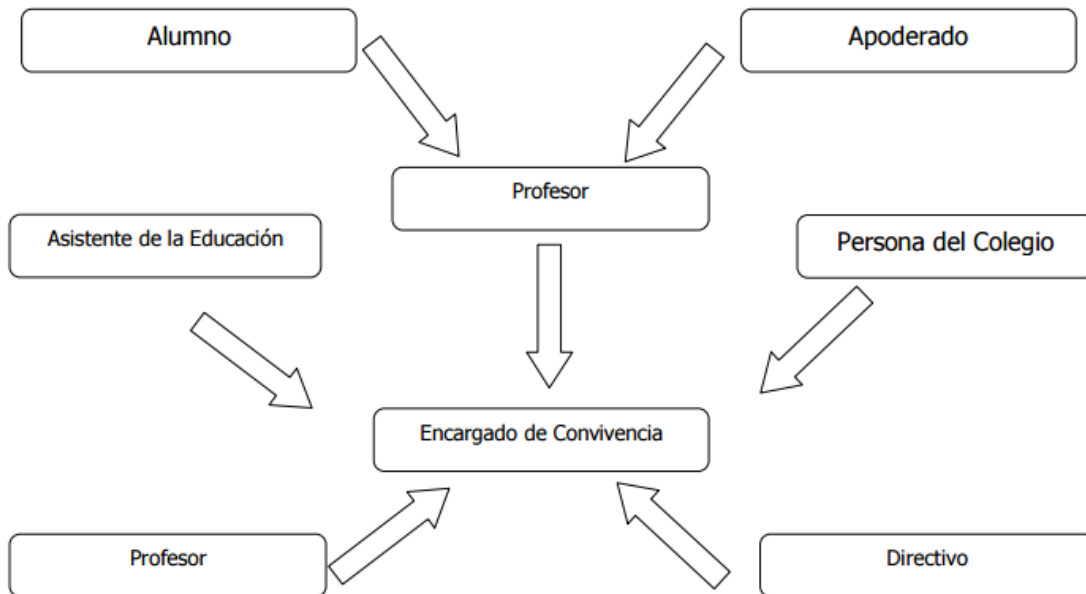 Alumno
Apoderado
Profesor
Asistente de la Educación
Persona del Colegio
Encargado de Convivencia
Profesor
Directivo